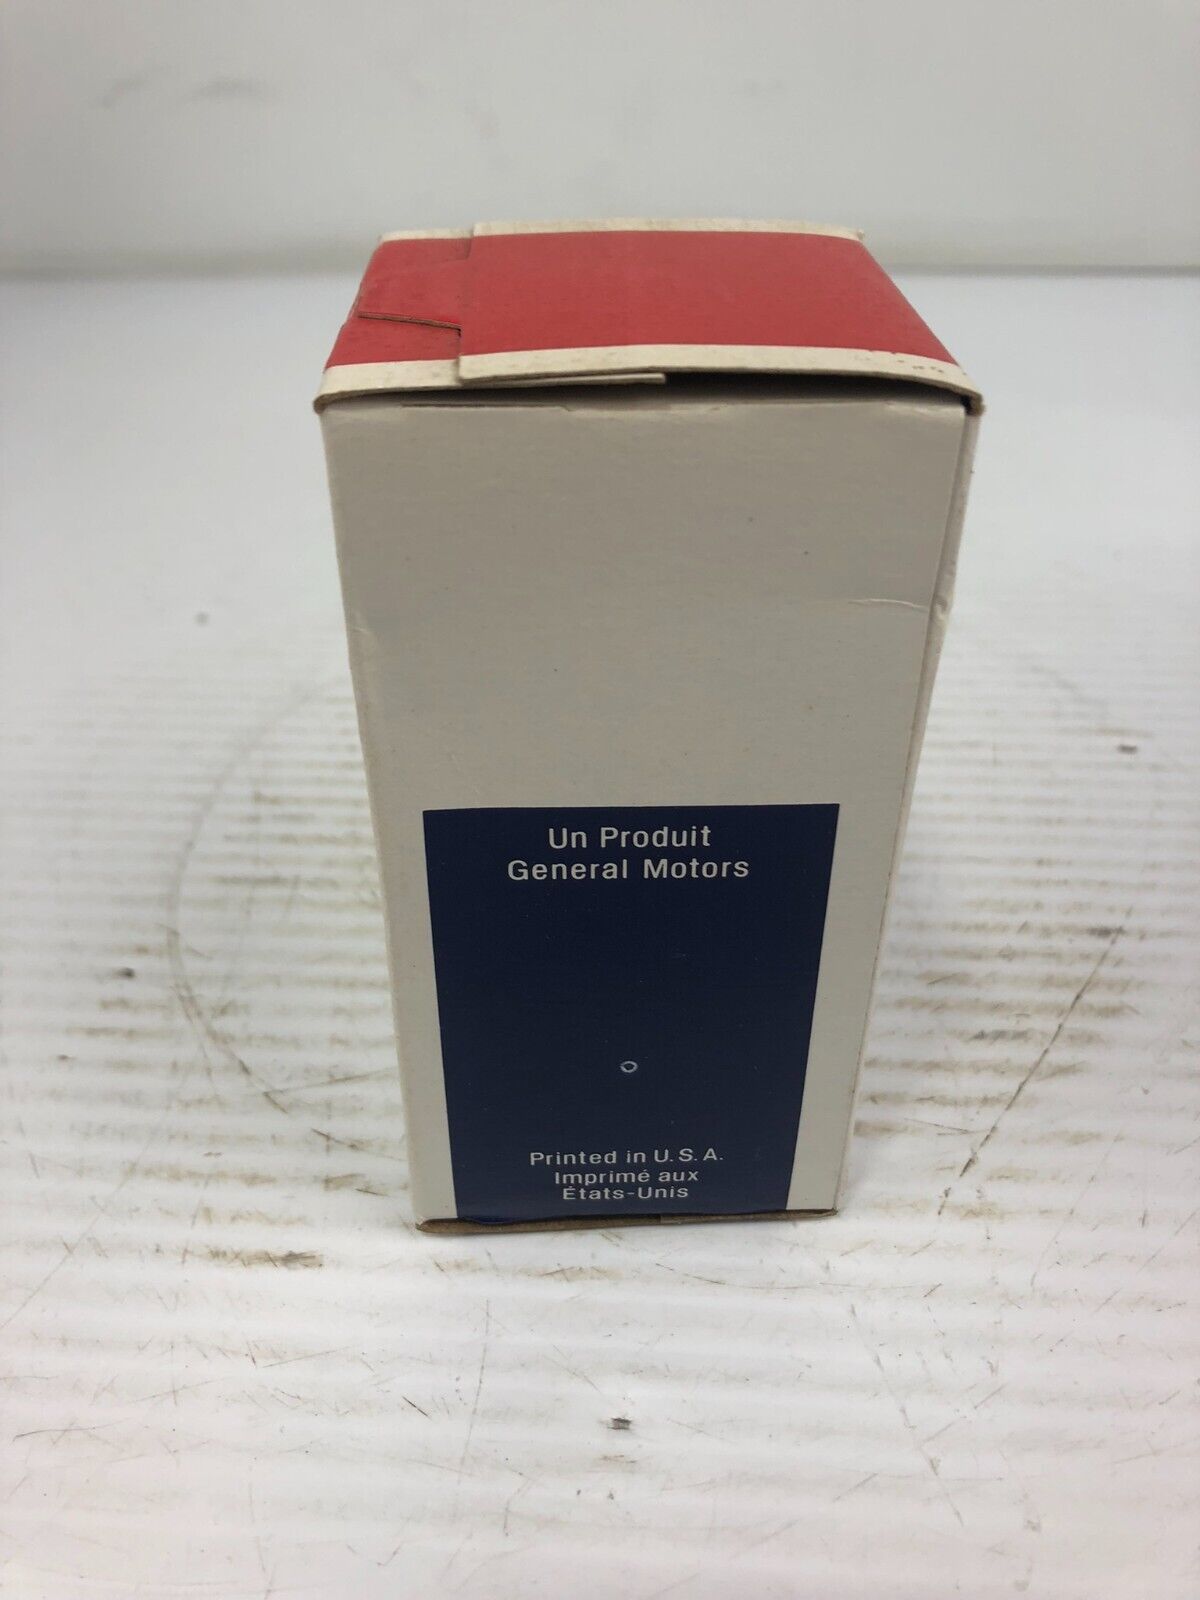 Un Produit
General Motors
Printed in U.S.A.
Imprimé aux
États-Unis